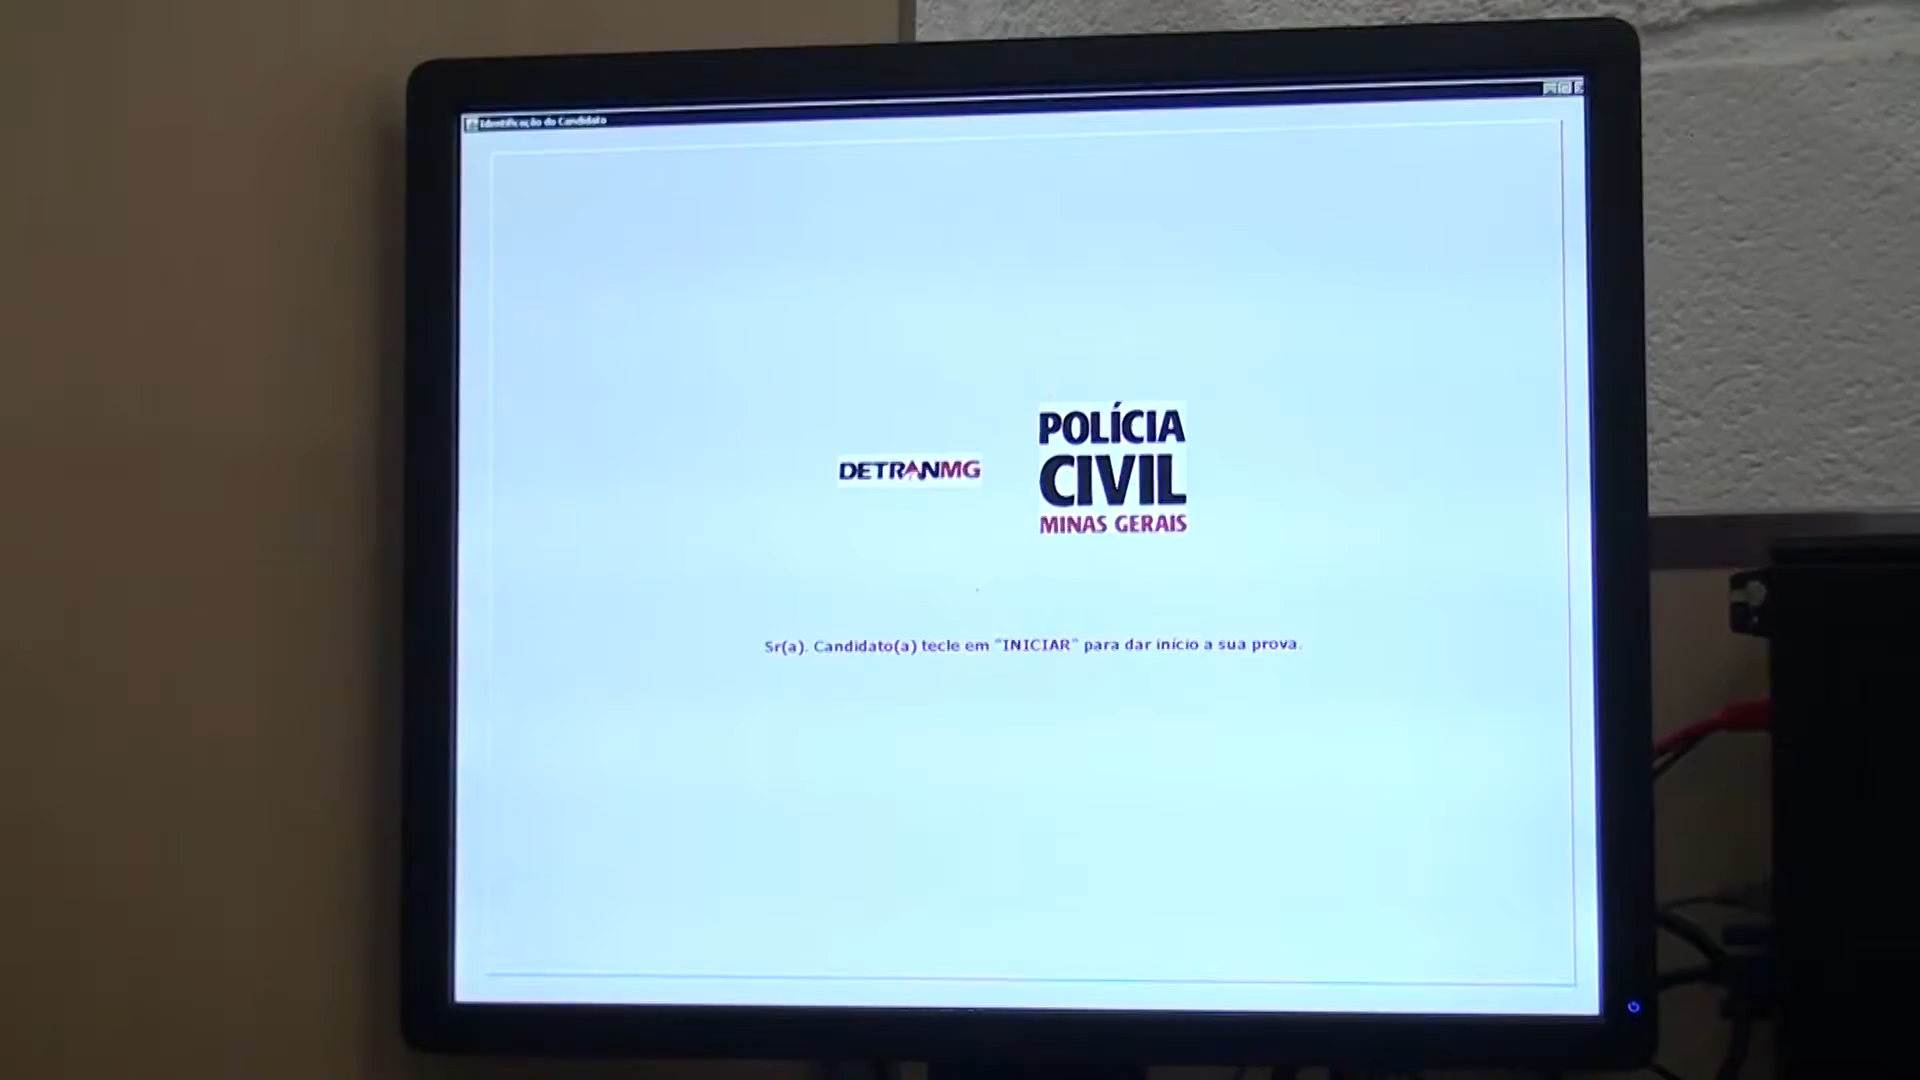 Identificação do Candidato
DETRANMG
POLÍCIA
CIVIL
MINAS GERAIS
Sr(a). Candidato(a) tecle em "INICIAR" para dar início a sua prova.